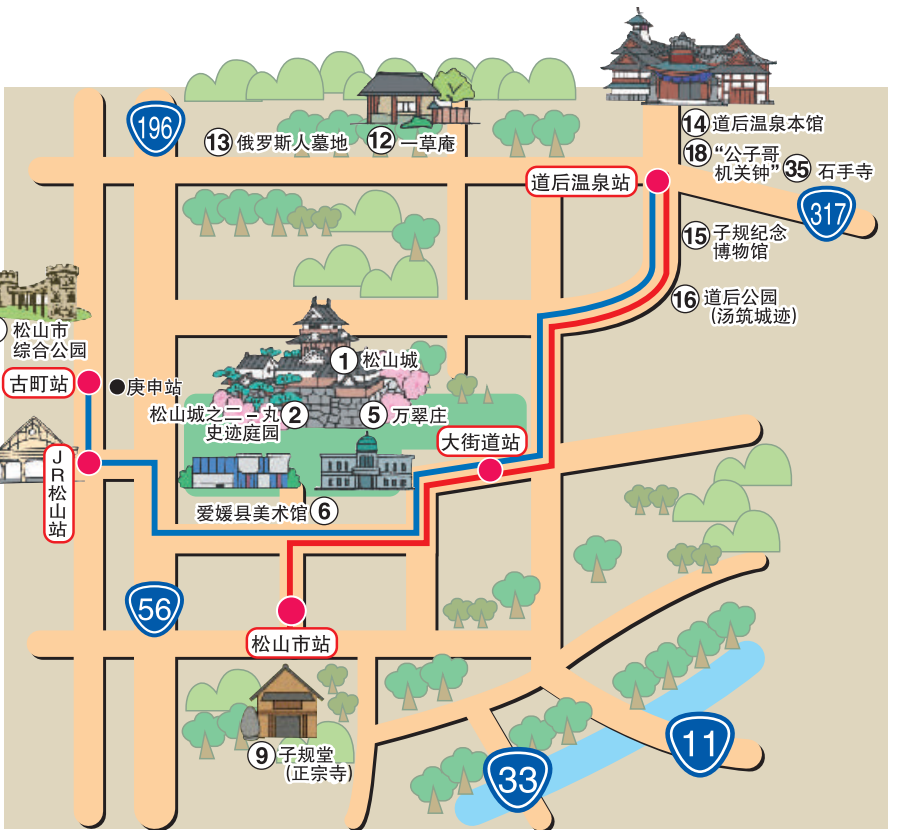 196
⑬ 俄罗斯人墓地
⑫ 一草庵
⑭ 道后温泉本馆
⑱ “公子哥
机关钟”
㉟ 石手寺
道后温泉站
317
⑮ 子规纪念
博物馆
⑯ 道后公园
(汤筑城迹)
松山市
综合公园
① 松山城
古町站
庚申站
松山城之二－丸
史迹庭园
②
⑤ 万翠庄
大街道站
JR松山站
爱媛县美术馆 ⑥
56
松山市站
⑨ 子规堂
(正宗寺)
33
11